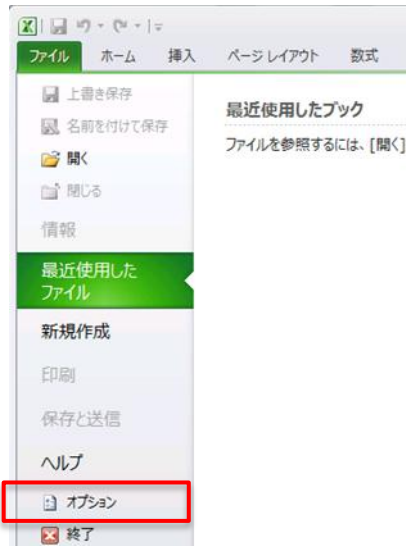 ファイル ホーム 挿入 ページ レイアウト 数式
上書き保存
名前を付けて保存
開く
閉じる
情報
最近使用した
ファイル
新規作成
印刷
保存と送信
ヘルプ
オプション
終了
最近使用したブック
ファイルを参照するには、[開く]